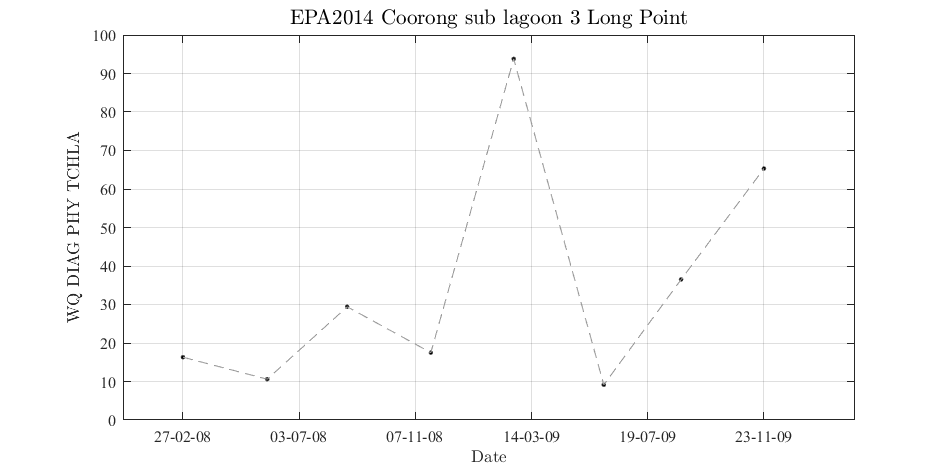 EPA2014 Coorong sub lagoon 3 Long Point
100
90
80
70
60
50
40
30
20
10
0
WQ DIAG PHY TCHLA
27-02-08 03-07-08 07-11-08 14-03-09 19-07-09 23-11-09
Date